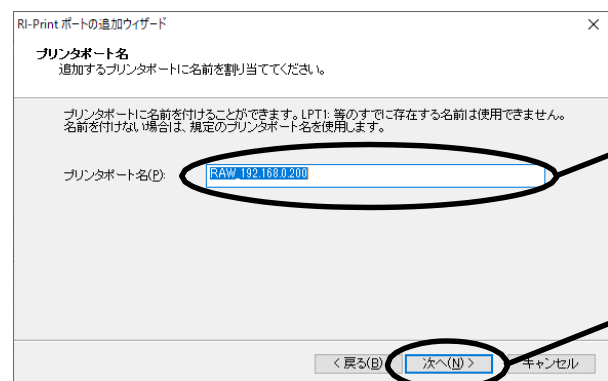 RI-Print ポートの追加ウィザード
プリンタポート名
追加するプリンタポートに名前を割り当ててください。
プリンタポートに名前を付けることができます。LPT1: 等のすでに存在する名前は使用できません。
名前を付けない場合は、規定のプリンタポート名を使用します。
プリンタポート名(P): RAW_192.168.0.200
< 戻る(B) 次へ(N) > キャンセル